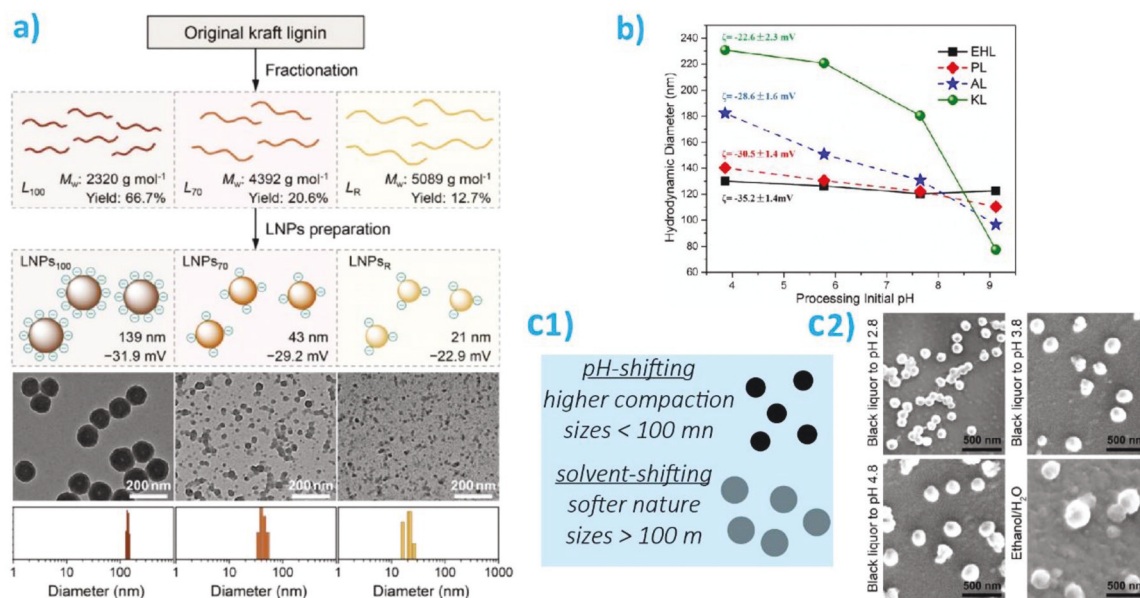 a)
Original kraft lignin
Fractionation
L100
Mw: 2320 g mol⁻¹
Yield: 66.7%
L70
Mw: 4392 g mol⁻¹
Yield: 20.6%
LR
Mw: 5089 g mol⁻¹
Yield: 12.7%
LNPs preparation
LNPs100
139 nm
−31.9 mV
LNPs70
43 nm
−29.2 mV
LNPsR
21 nm
−22.9 mV
200 nm
200 nm
200 nm
1 10 100
1 10 100
1 10 100 1000
Diameter (nm)
Diameter (nm)
Diameter (nm)
b)
Hydrodynamic Diameter (nm)
240
220
200
180
160
140
120
100
80
60
ζ= -22.6±2.3 mV
ζ= -28.6±1.6 mV
ζ= -30.5±1.4 mV
ζ= -35.2±1.4mV
EHL
PL
AL
KL
4 5 6 7 8 9
Processing Initial pH
c1)
pH-shifting
higher compaction
sizes < 100 mn
solvent-shifting
softer nature
sizes > 100 m
c2)
Black liquor to pH 2.8
500 nm
Black liquor to pH 3.8
500 nm
Black liquor to pH 4.8
500 nm
Ethanol/H₂O
500 nm